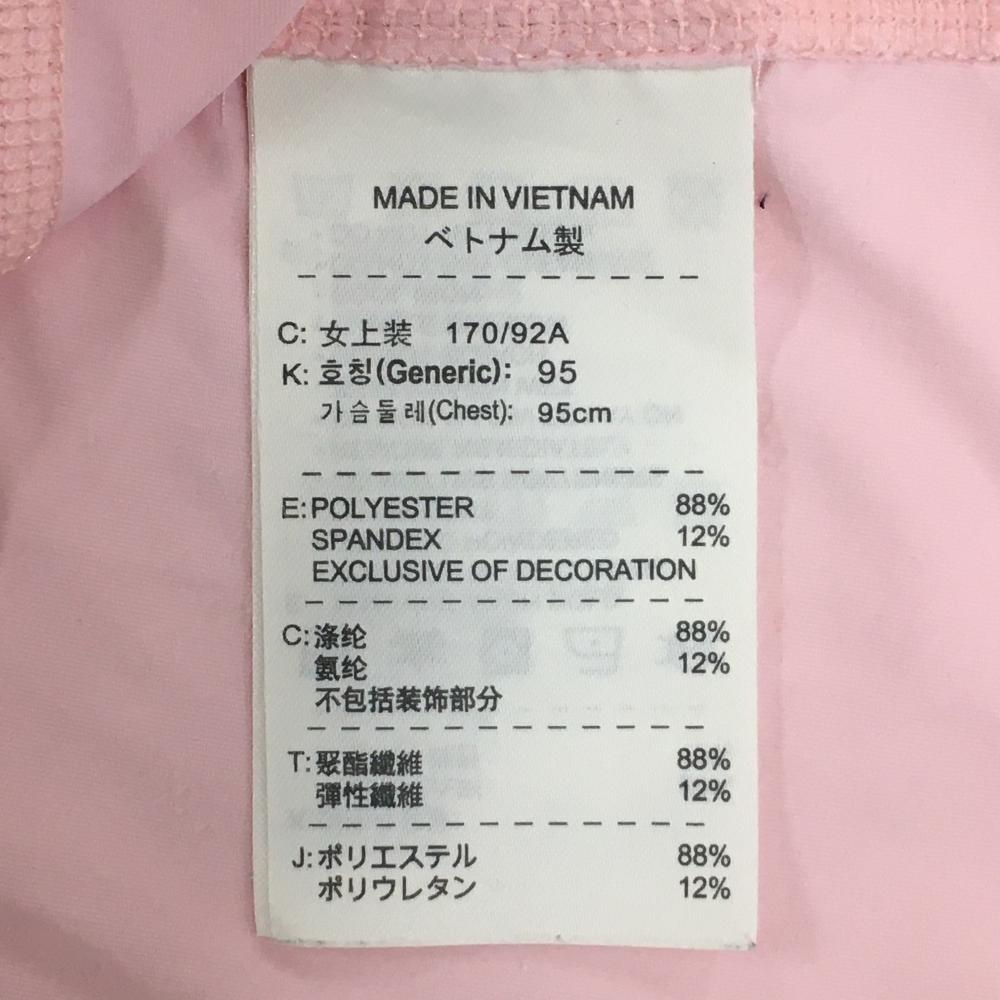 MADE IN VIETNAM
ベトナム製
C: 女上装 170/92A
K: 호칭(Generic): 95
가슴둘레(Chest): 95cm
E: POLYESTER 88%
SPANDEX 12%
EXCLUSIVE OF DECORATION
C: 涤纶 88%
氨纶 12%
不包括装饰部分
T: 聚酯纖維 88%
彈性纖維 12%
J: ポリエステル 88%
ポリウレタン 12%